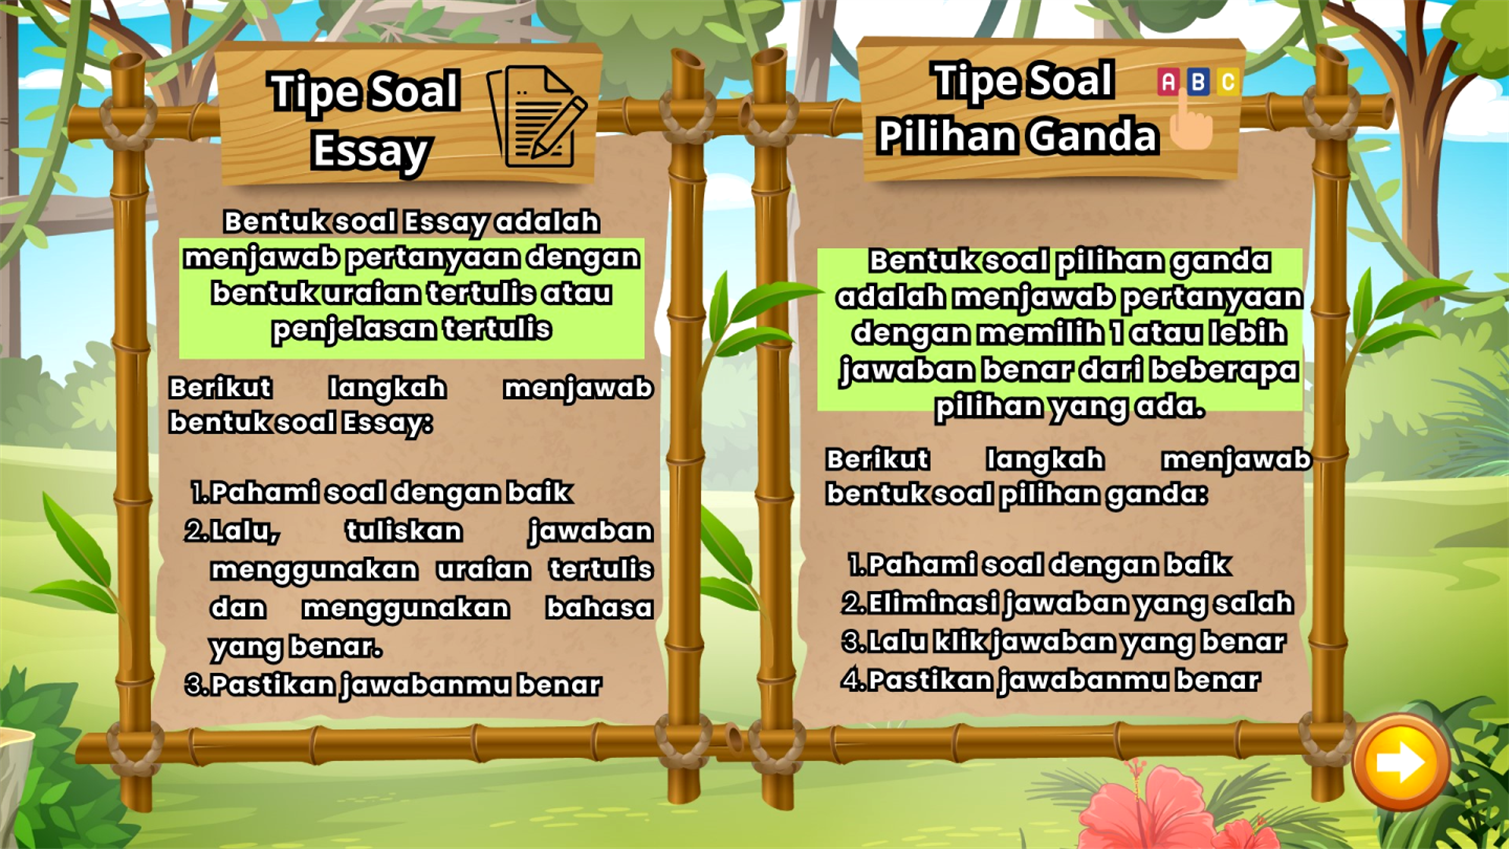 Tipe Soal
Essay
Bentuk soal Essay adalah
menjawab pertanyaan dengan
bentuk uraian tertulis atau
penjelasan tertulis
Berikut langkah menjawab
bentuk soal Essay:
1.Pahami soal dengan baik
2.Lalu, tuliskan jawaban
menggunakan uraian tertulis
dan menggunakan bahasa
yang benar.
3.Pastikan jawabanmu benar
Tipe Soal
Pilihan Ganda
A B C
Bentuk soal pilihan ganda
adalah menjawab pertanyaan
dengan memilih 1 atau lebih
jawaban benar dari beberapa
pilihan yang ada.
Berikut langkah menjawab
bentuk soal pilihan ganda:
1.Pahami soal dengan baik
2.Eliminasi jawaban yang salah
3.Lalu klik jawaban yang benar
4.Pastikan jawabanmu benar